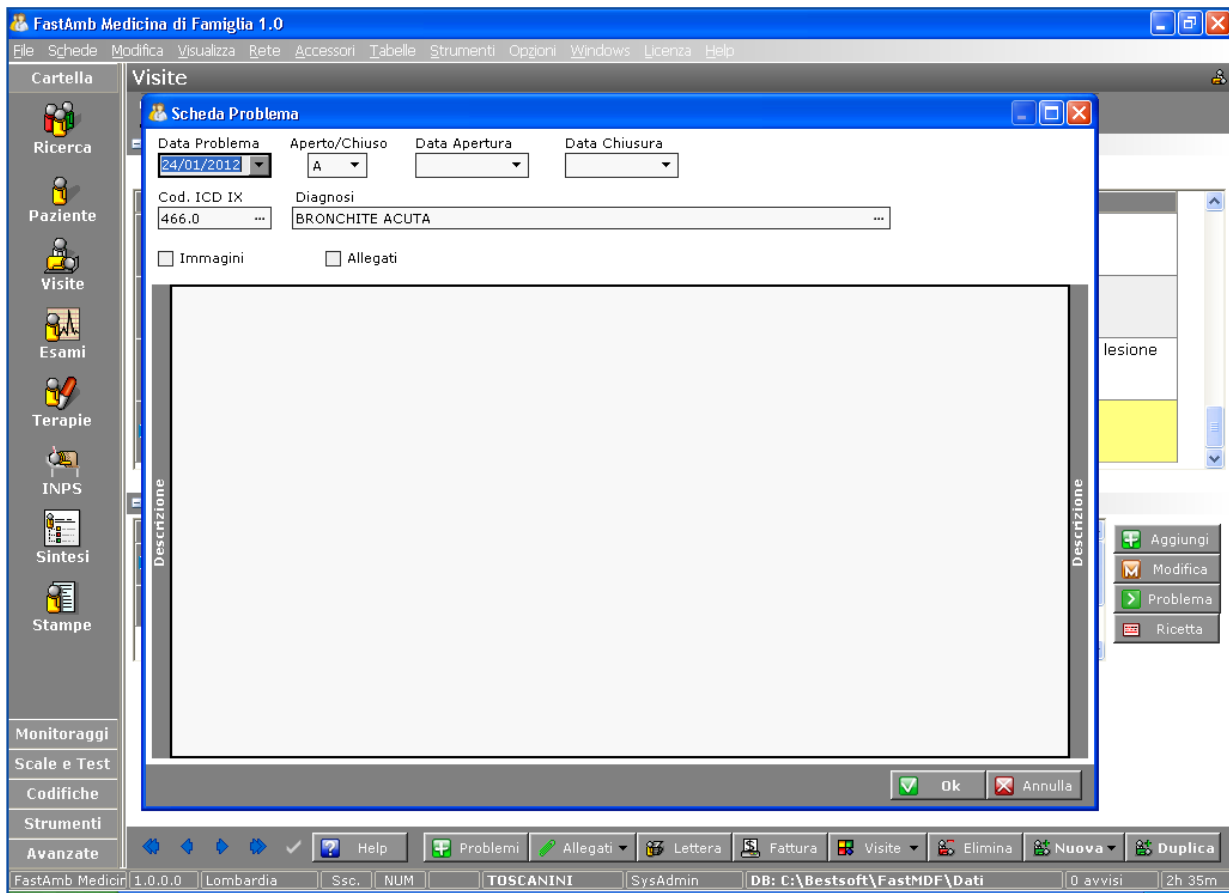 FastAmb Medicina di Famiglia 1.0
File Schede Modifica Visualizza Rete Accessori Tabelle Strumenti Opzioni Windows Licenza Help
Cartella
Visite
Ricerca
Paziente
Visite
Esami
Terapie
INPS
Sintesi
Stampe
Monitoraggi
Scale e Test
Codifiche
Strumenti
Avanzate
Scheda Problema
Data Problema Aperto/Chiuso Data Apertura Data Chiusura
24/01/2012 A
Cod. ICD IX Diagnosi
466.0 ... BRONCHITE ACUTA ...
Immagini Allegati
Descrizione
Descrizione
lesione
Aggiungi
Modifica
Problema
Ricetta
Ok Annulla
Help Problemi Allegati Lettera Fattura Visite Elimina Nuova Duplica
FastAmb Medicin 1.0.0.0 Lombardia Ssc. NUM TOSCANINI SysAdmin DB: C:\Bestsoft\FastMDF\Dati 0 avvisi 2h 35m